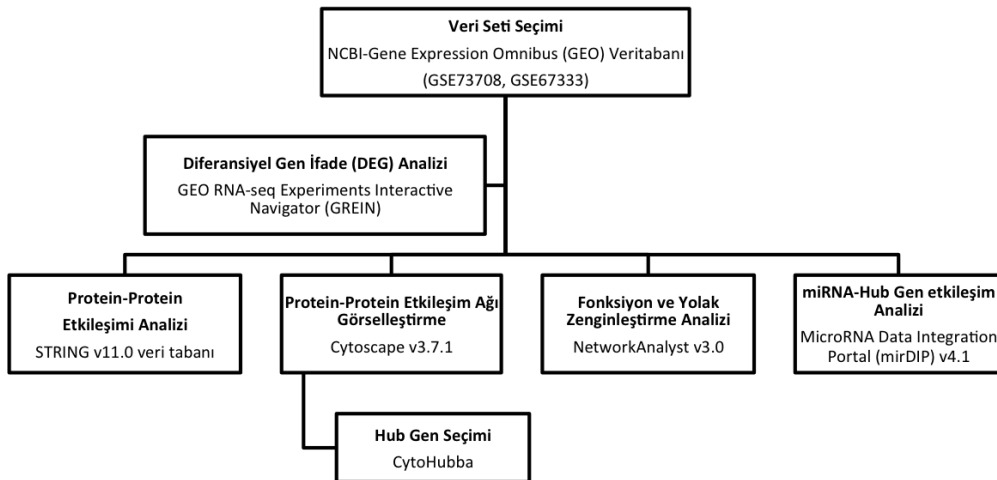 Veri Seti Seçimi
NCBI-Gene Expression Omnibus (GEO) Veritabanı
(GSE73708, GSE67333)
Diferansiyel Gen İfade (DEG) Analizi
GEO RNA-seq Experiments Interactive
Navigator (GREIN)
Protein-Protein
Etkileşimi Analizi
STRING v11.0 veri tabanı
Protein-Protein Etkileşim Ağı
Görselleştirme
Cytoscape v3.7.1
Fonksiyon ve Yolak
Zenginleştirme Analizi
NetworkAnalyst v3.0
miRNA-Hub Gen etkileşim
Analizi
MicroRNA Data Integration
Portal (mirDIP) v4.1
Hub Gen Seçimi
CytoHubba